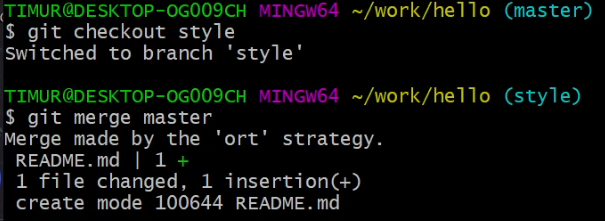 TIMUR@DESKTOP-OG009CH MINGW64 ~/work/hello (master)
$ git checkout style
Switched to branch 'style'
TIMUR@DESKTOP-OG009CH MINGW64 ~/work/hello (style)
$ git merge master
Merge made by the 'ort' strategy.
README.md | 1 +
1 file changed, 1 insertion(+)
create mode 100644 README.md